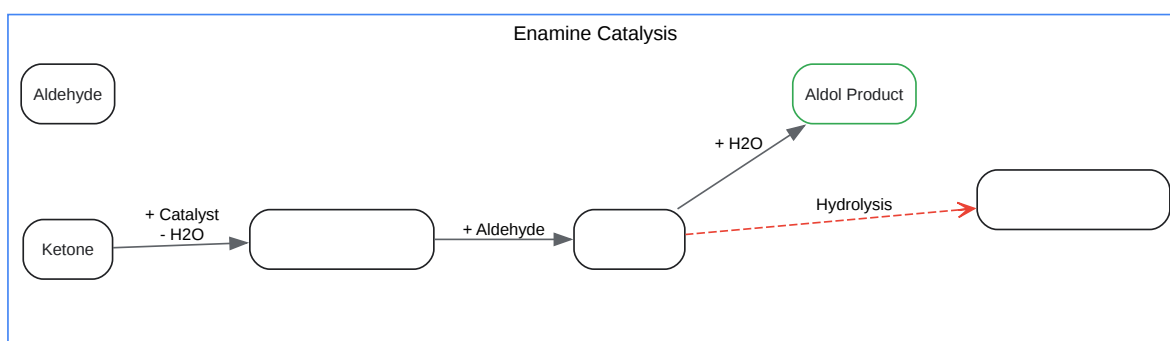 Enamine Catalysis
Aldehyde
Aldol Product
+ H2O
Hydrolysis
+ Catalyst
- H2O
+ Aldehyde
Ketone